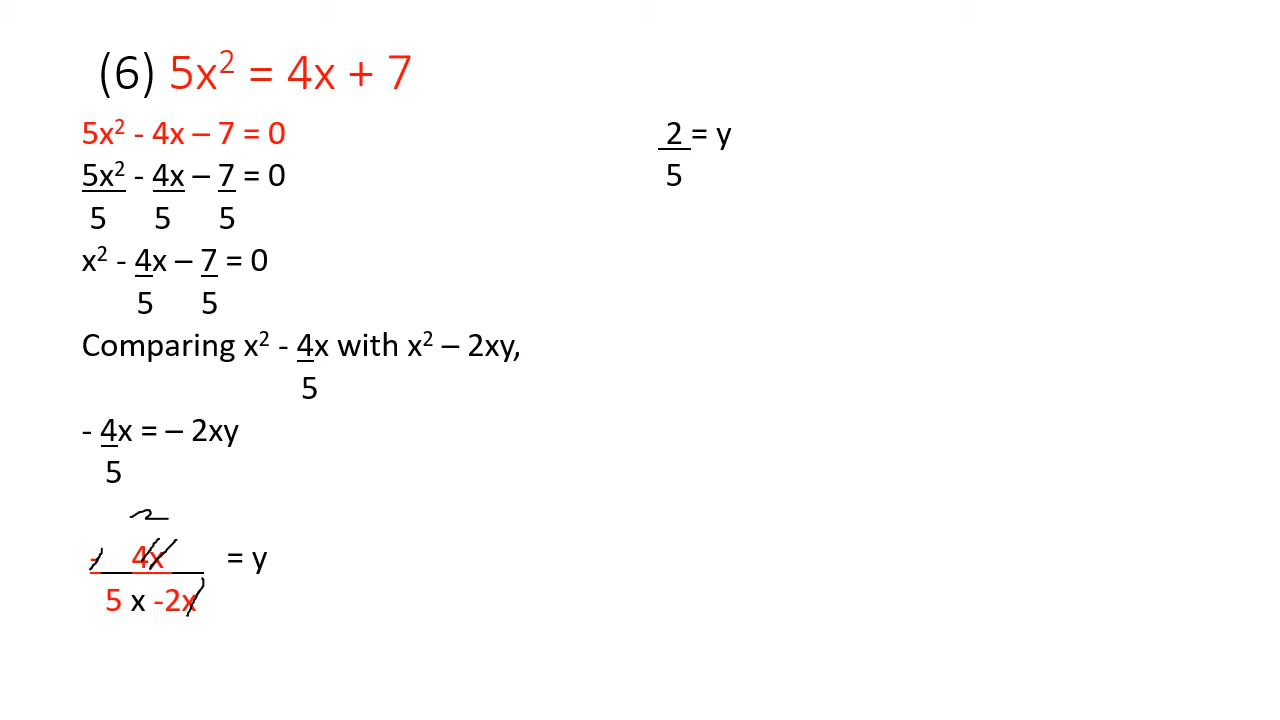 (6) 5x² = 4x + 7
5x² - 4x – 7 = 0
5x² - 4x – 7 = 0
5 5 5
x² - 4x – 7 = 0
5 5
Comparing x² - 4x with x² – 2xy,
5
- 4x = – 2xy
5
2
- 4x = y
5 x -2x
2 = y
5